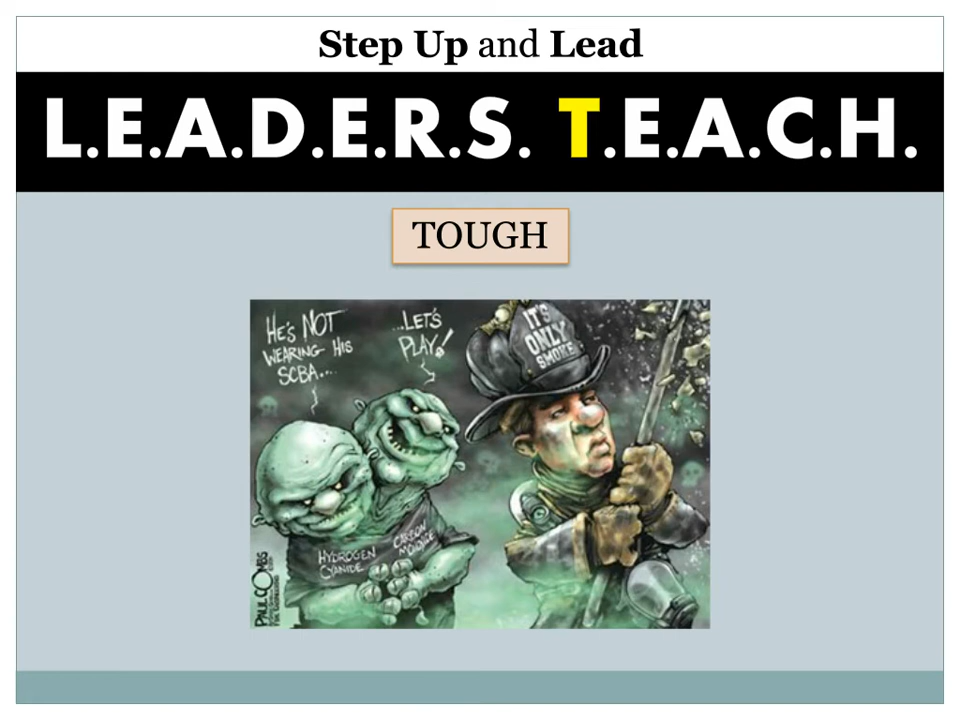 Step Up and Lead
L.E.A.D.E.R.S. T.E.A.C.H.
TOUGH
HE'S NOT
WEARING HIS
SCBA....
...LET'S
PLAY!
IT'S
ONLY
SMOKE
HYDROGEN
CYANIDE
CARBON
MONOXIDE
PAUL COMBS